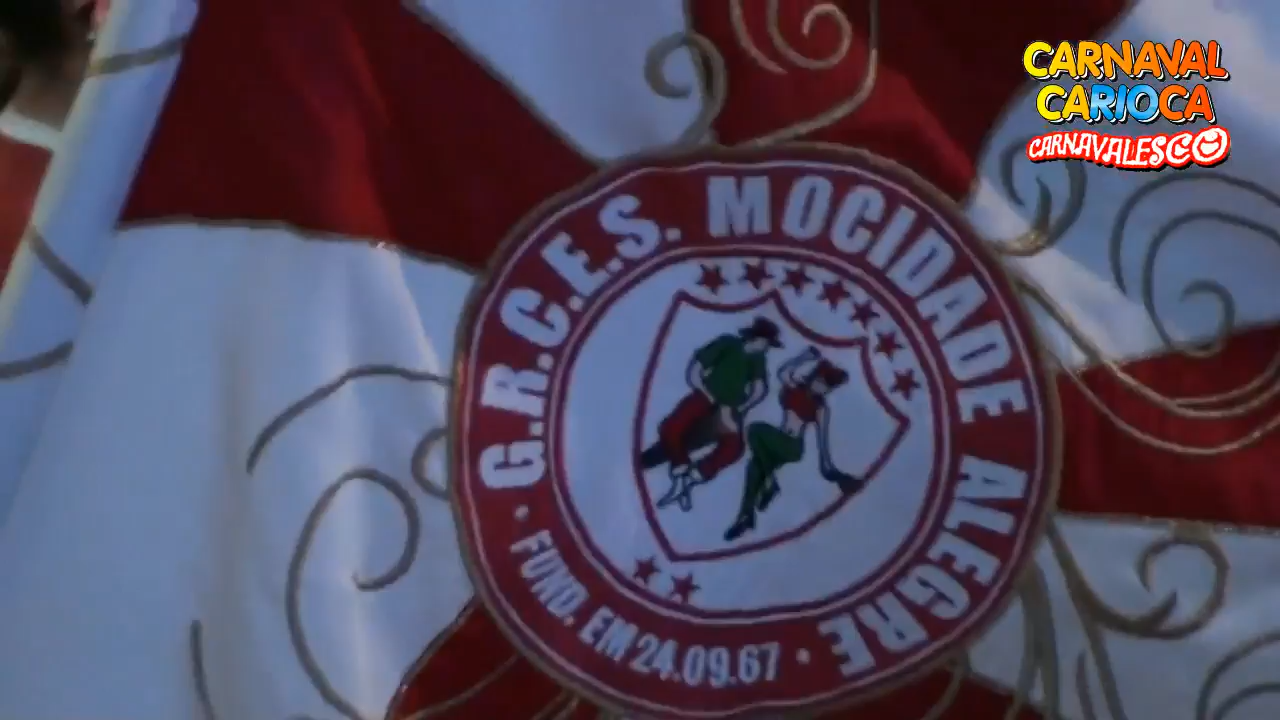 CARNAVAL
CARIOCA
CARNAVALESCO
G.R.C.E.S. MOCIDADE ALEGRE
• FUND. EM 24.09.67 •